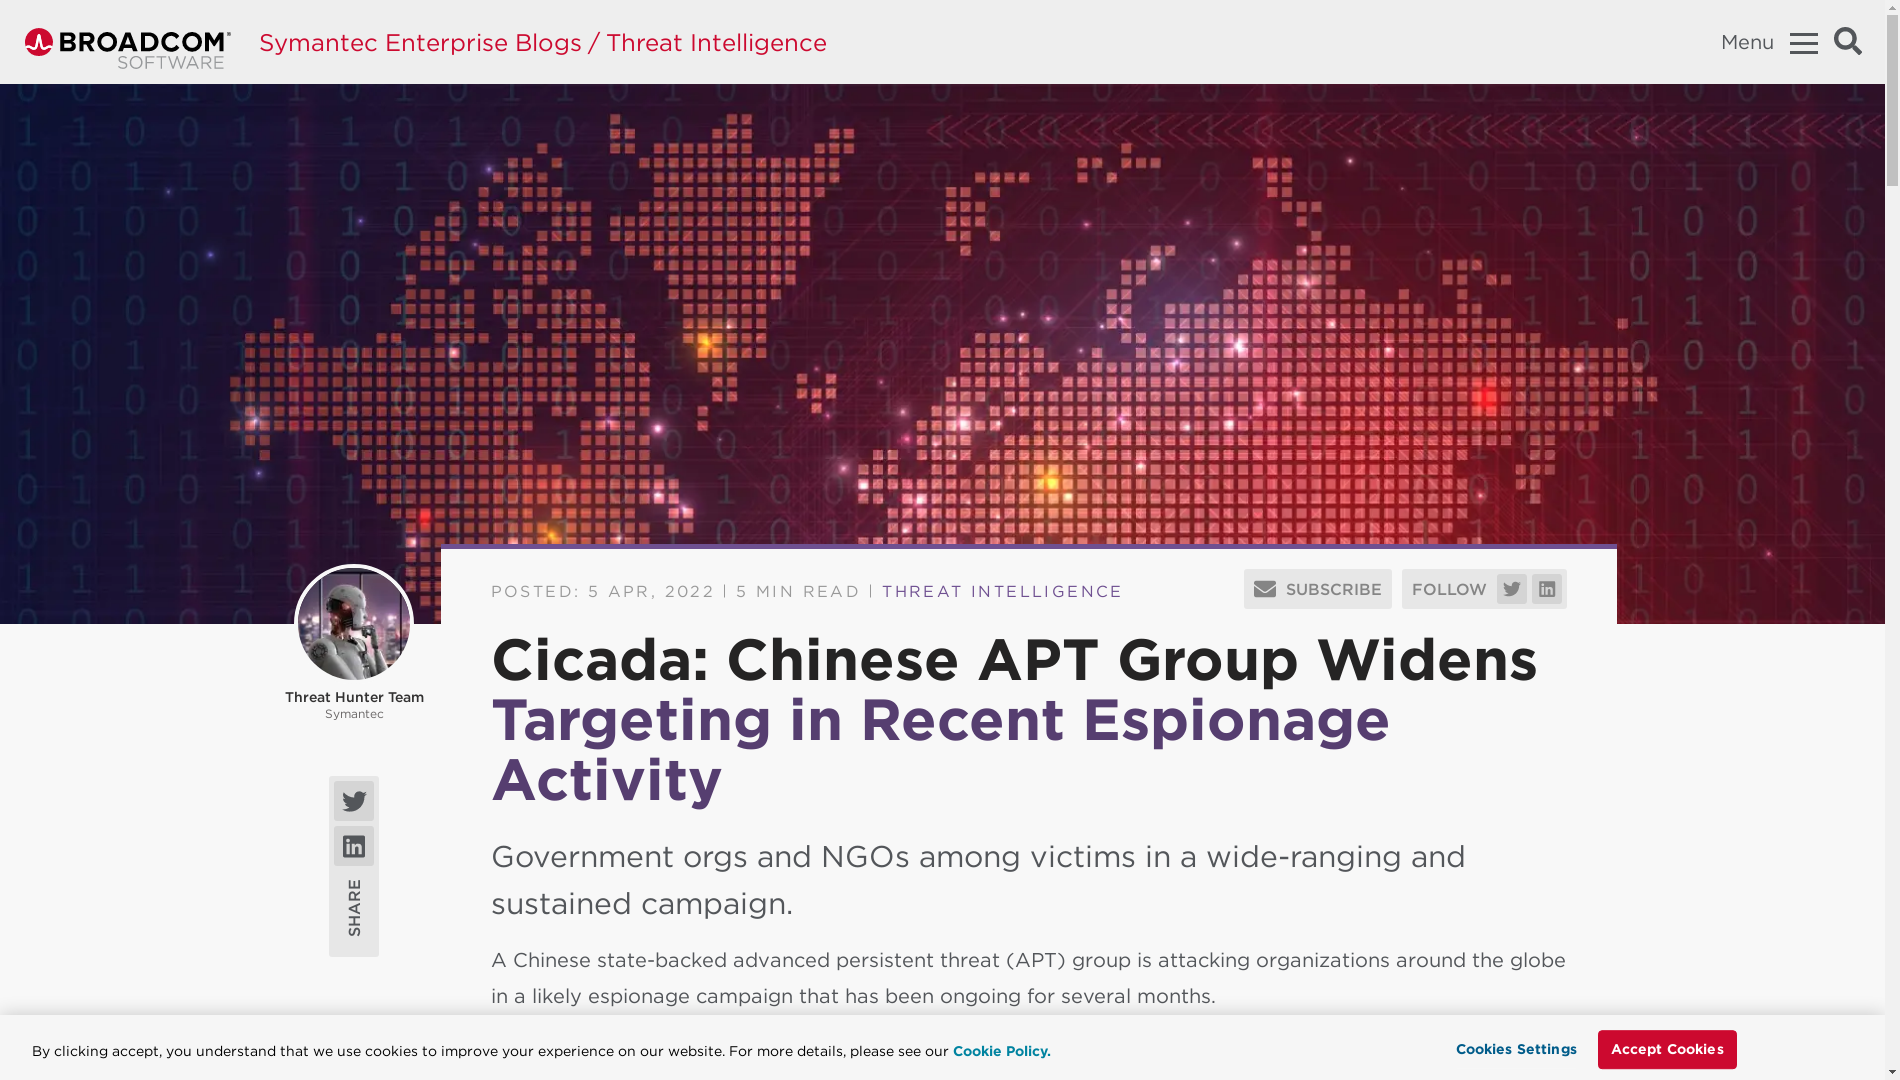 BROADCOM
SOFTWARE
Symantec Enterprise Blogs / Threat Intelligence
Menu
POSTED: 5 APR, 2022 | 5 MIN READ | THREAT INTELLIGENCE
SUBSCRIBE
FOLLOW
Cicada: Chinese APT Group Widens
Targeting in Recent Espionage
Activity
Threat Hunter Team
Symantec
SHARE
Government orgs and NGOs among victims in a wide-ranging and
sustained campaign.
A Chinese state-backed advanced persistent threat (APT) group is attacking organizations around the globe
in a likely espionage campaign that has been ongoing for several months.
By clicking accept, you understand that we use cookies to improve your experience on our website. For more details, please see our Cookie Policy.
Cookies Settings
Accept Cookies